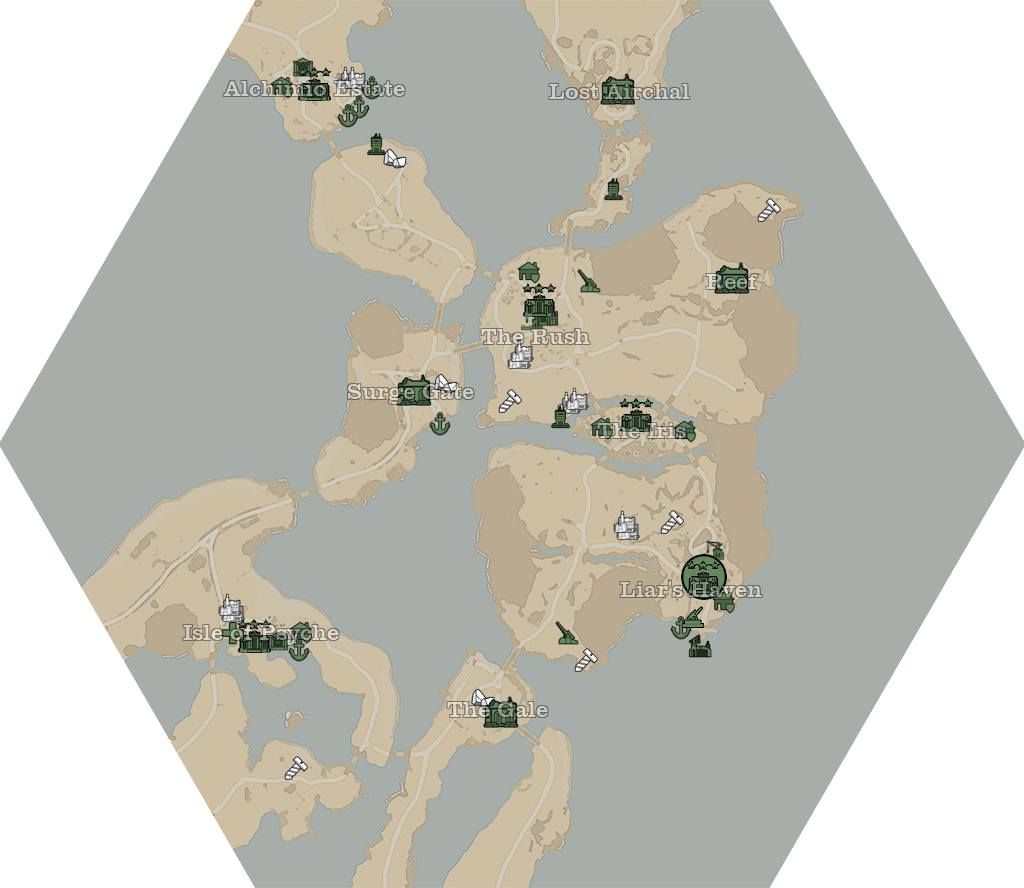 Alchimio Estate
Lost Airchal
Reef
The Rush
Surge Gate
The Iris
Liar's Haven
Isle of Psyche
The Gale